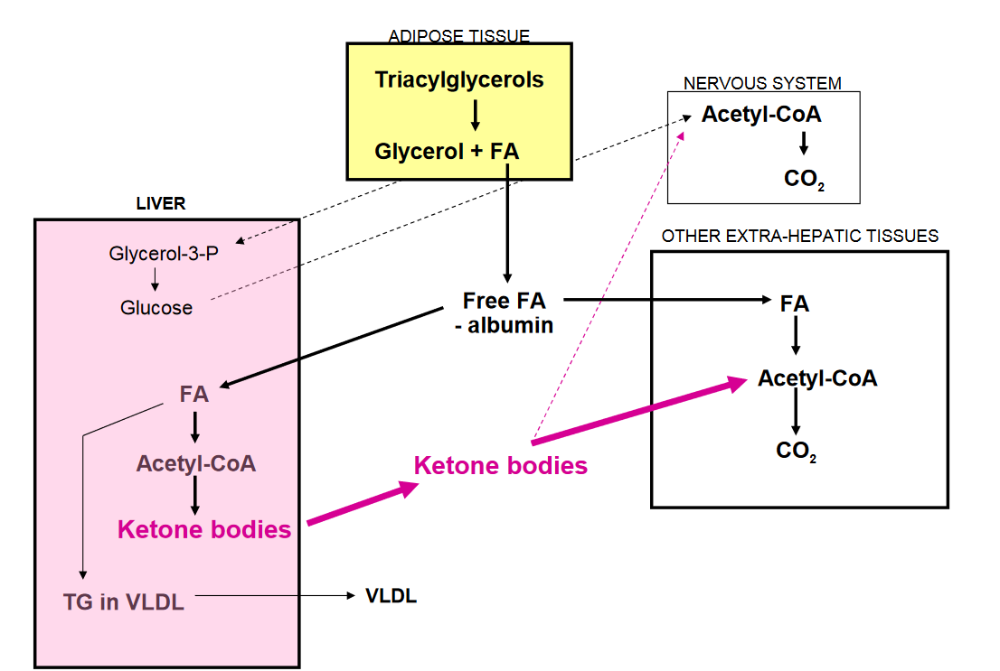 ADIPOSE TISSUE
Triacylglycerols
Glycerol + FA
NERVOUS SYSTEM
Acetyl-CoA
CO2
LIVER
Glycerol-3-P
Glucose
FA
Acetyl-CoA
Ketone bodies
TG in VLDL
VLDL
Free FA
- albumin
Ketone bodies
OTHER EXTRA-HEPATIC TISSUES
FA
Acetyl-CoA
CO2